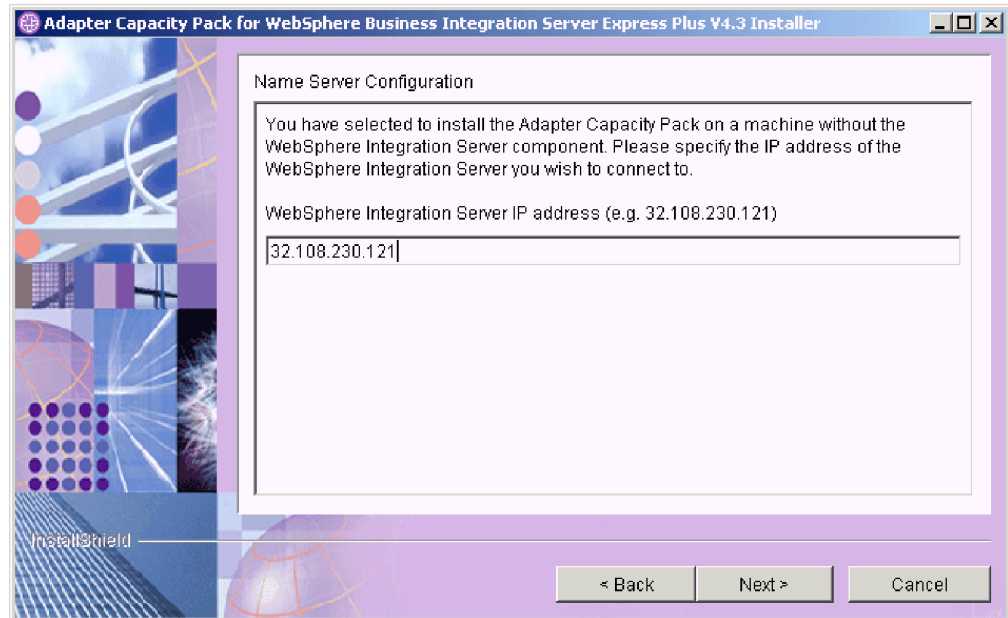 Adapter Capacity Pack for WebSphere Business Integration Server Express Plus V4.3 Installer
Name Server Configuration
You have selected to install the Adapter Capacity Pack on a machine without the
WebSphere Integration Server component. Please specify the IP address of the
WebSphere Integration Server you wish to connect to.
WebSphere Integration Server IP address (e.g. 32.108.230.121)
32.108.230.121
InstallShield
< Back
Next >
Cancel